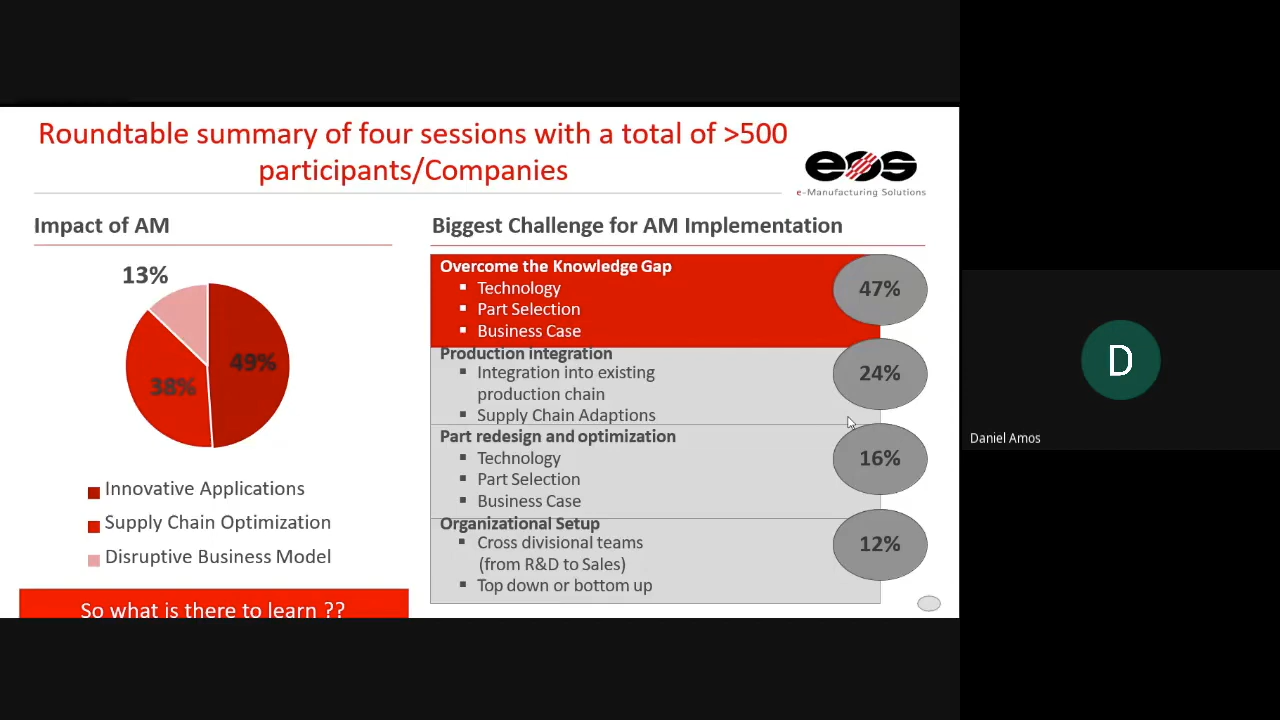 Roundtable summary of four sessions with a total of >500
participants/Companies
eos
e-Manufacturing Solutions
Impact of AM
13%
49%
38%
Innovative Applications
Supply Chain Optimization
Disruptive Business Model
So what is there to learn ??
Biggest Challenge for AM Implementation
Overcome the Knowledge Gap
47%
▪ Technology
▪ Part Selection
▪ Business Case
Production integration
24%
▪ Integration into existing
production chain
▪ Supply Chain Adaptions
Part redesign and optimization
16%
▪ Technology
▪ Part Selection
▪ Business Case
Organizational Setup
12%
▪ Cross divisional teams
(from R&D to Sales)
▪ Top down or bottom up
D
Daniel Amos